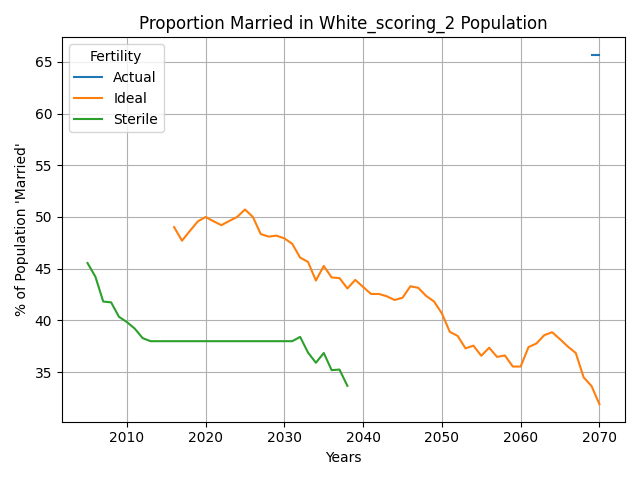 Proportion Married in White_scoring_2 Population
% of Population 'Married'
65
60
55
50
45
40
35
Fertility
Actual
Ideal
Sterile
2010 2020 2030 2040 2050 2060 2070
Years